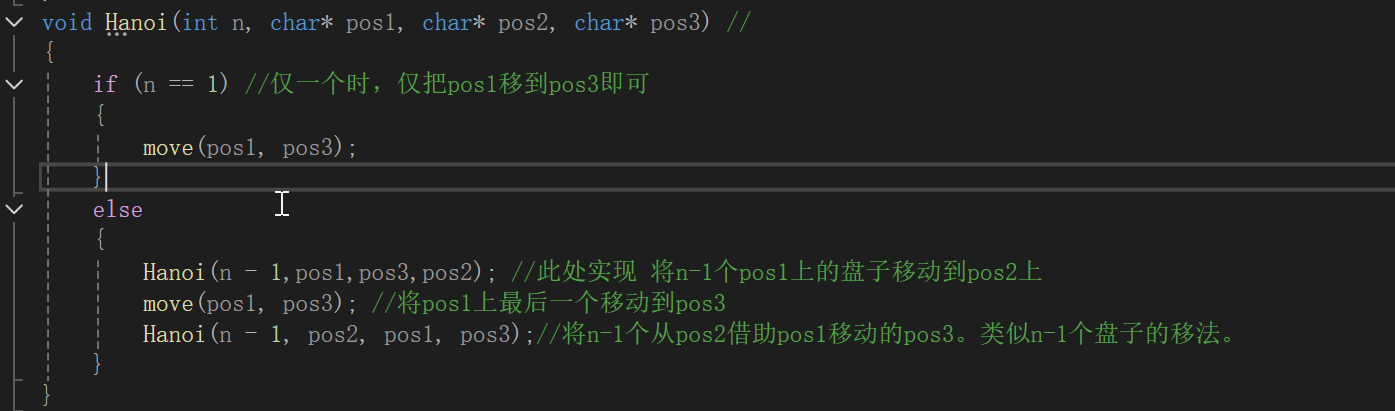 void Hanoi(int n, char* pos1, char* pos2, char* pos3) //
{
if (n == 1) //仅一个时，仅把pos1移到pos3即可
{
move(pos1, pos3);
}
else
{
Hanoi(n - 1,pos1,pos3,pos2); //此处实现 将n-1个pos1上的盘子移动到pos2上
move(pos1, pos3); //将pos1上最后一个移动到pos3
Hanoi(n - 1, pos2, pos1, pos3);//将n-1个从pos2借助pos1移动的pos3。类似n-1个盘子的移法。
}
}